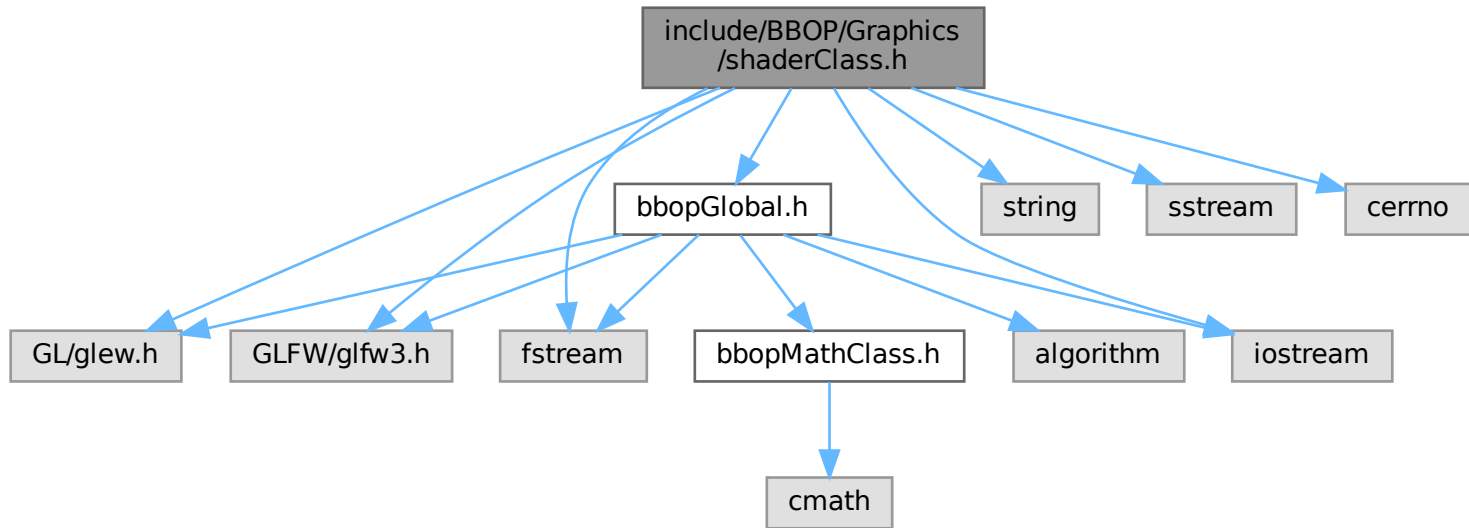 include/BBOP/Graphics
/shaderClass.h
bbopGlobal.h
string
sstream
cerrno
GL/glew.h
GLFW/glfw3.h
fstream
bbopMathClass.h
algorithm
iostream
cmath